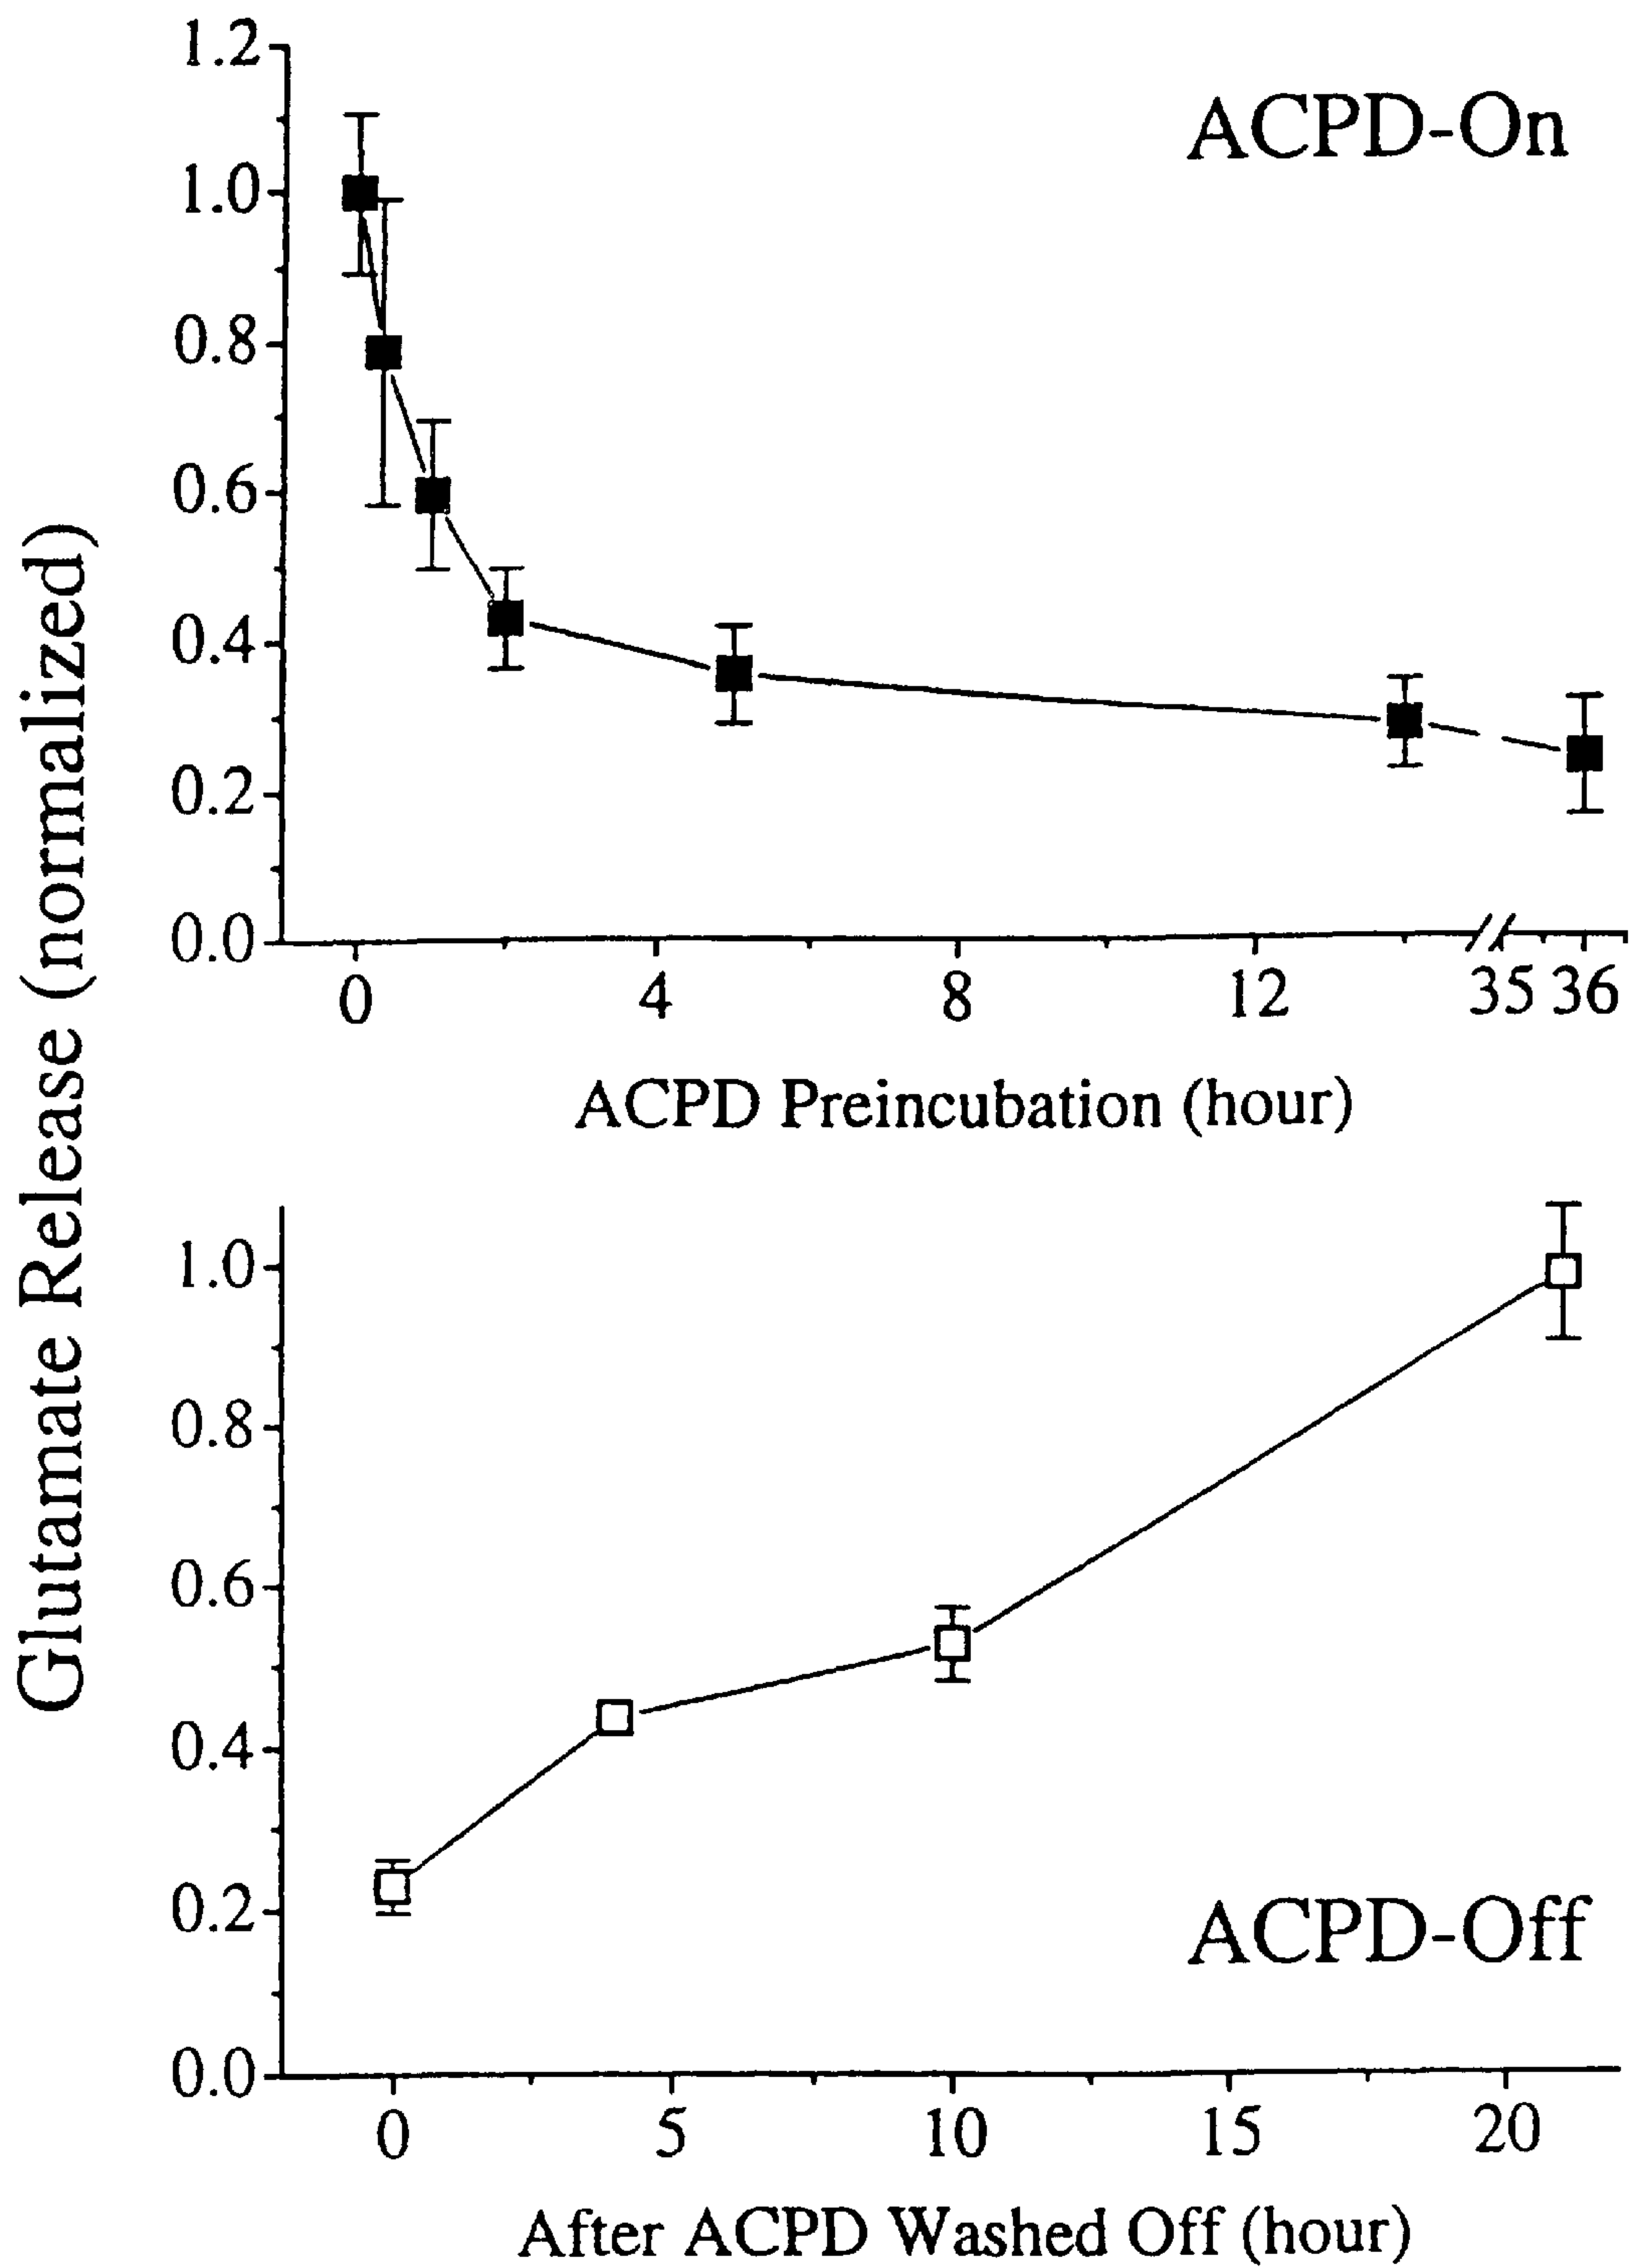 Glutamate Release (normalized)
ACPD-On
1.2
1.0
0.8
0.6
0.4
0.2
0.0
0 4 8 12 35 36
ACPD Preincubation (hour)
1.0
0.8
0.6
0.4
0.2
0.0
ACPD-Off
0 5 10 15 20
After ACPD Washed Off (hour)